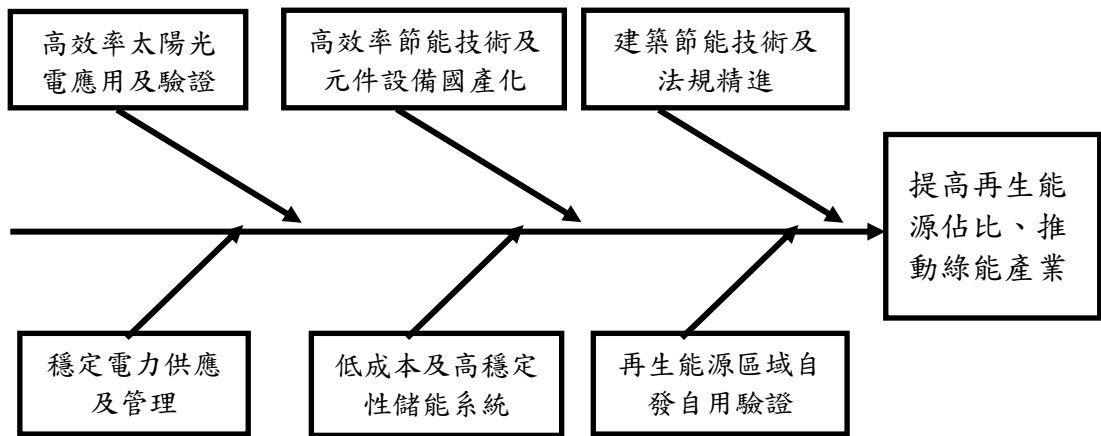 高效率太陽光
電應用及驗證
高效率節能技術及
元件設備國產化
建築節能技術及
法規精進
提高再生能
源佔比、推
動綠能產業
穩定電力供應
及管理
低成本及高穩定
性儲能系統
再生能源區域自
發自用驗證